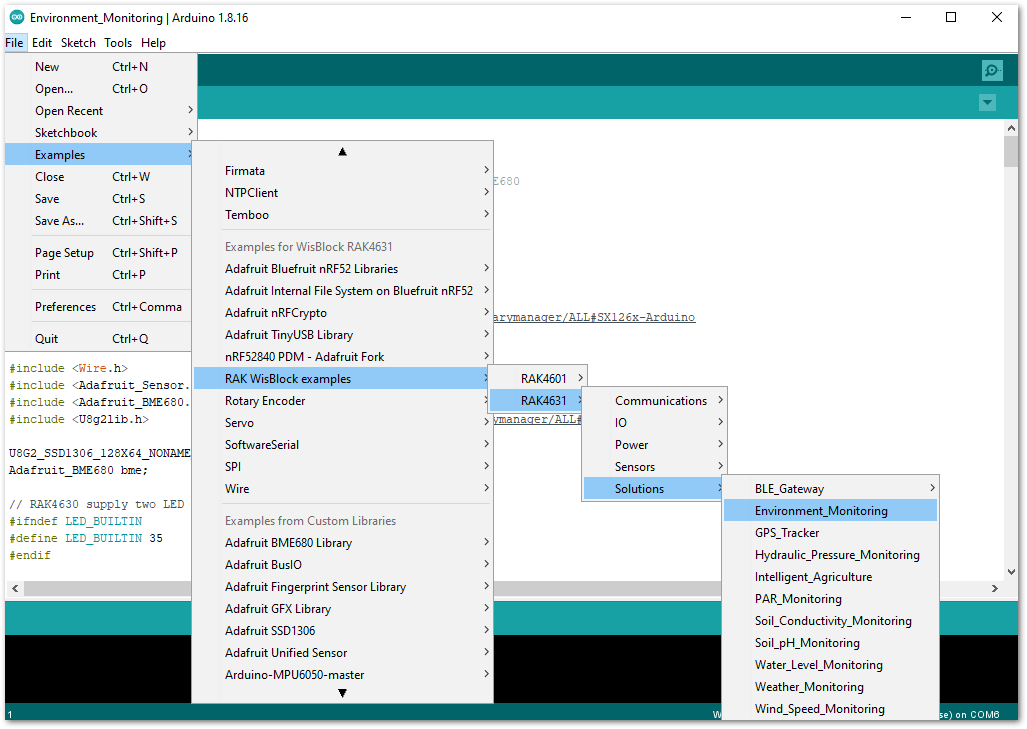 Environment_Monitoring | Arduino 1.8.16
File Edit Sketch Tools Help
New Ctrl+N
Open... Ctrl+O
Open Recent
Sketchbook
Examples
Close Ctrl+W
Save Ctrl+S
Save As... Ctrl+Shift+S
Page Setup Ctrl+Shift+P
Print Ctrl+P
Preferences Ctrl+Comma
Quit Ctrl+Q
Firmata
NTPClient
Temboo
Examples for WisBlock RAK4631
Adafruit Bluefruit nRF52 Libraries
Adafruit Internal File System on Bluefruit nRF52
Adafruit nRFCrypto
Adafruit TinyUSB Library
nRF52840 PDM - Adafruit Fork
RAK WisBlock examples
Rotary Encoder
Servo
SoftwareSerial
SPI
Wire
Examples from Custom Libraries
Adafruit BME680 Library
Adafruit BusIO
Adafruit Fingerprint Sensor Library
Adafruit GFX Library
Adafruit SSD1306
Adafruit Unified Sensor
Arduino-MPU6050-master
RAK4601
RAK4631
Communications
IO
Power
Sensors
Solutions
BLE_Gateway
Environment_Monitoring
GPS_Tracker
Hydraulic_Pressure_Monitoring
Intelligent_Agriculture
PAR_Monitoring
Soil_Conductivity_Monitoring
Soil_pH_Monitoring
Water_Level_Monitoring
Weather_Monitoring
Wind_Speed_Monitoring
E680
arymanager/ALL#SX126x-Arduino
ymanager/ALL#
#include <Wire.h>
#include <Adafruit_Sensor.
#include <Adafruit_BME680.
#include <U8g2lib.h>
U8G2_SSD1306_128X64_NONAME
Adafruit_BME680 bme;
// RAK4630 supply two LED
#ifndef LED_BUILTIN
#define LED_BUILTIN 35
#endif
1
W
se) on COM6